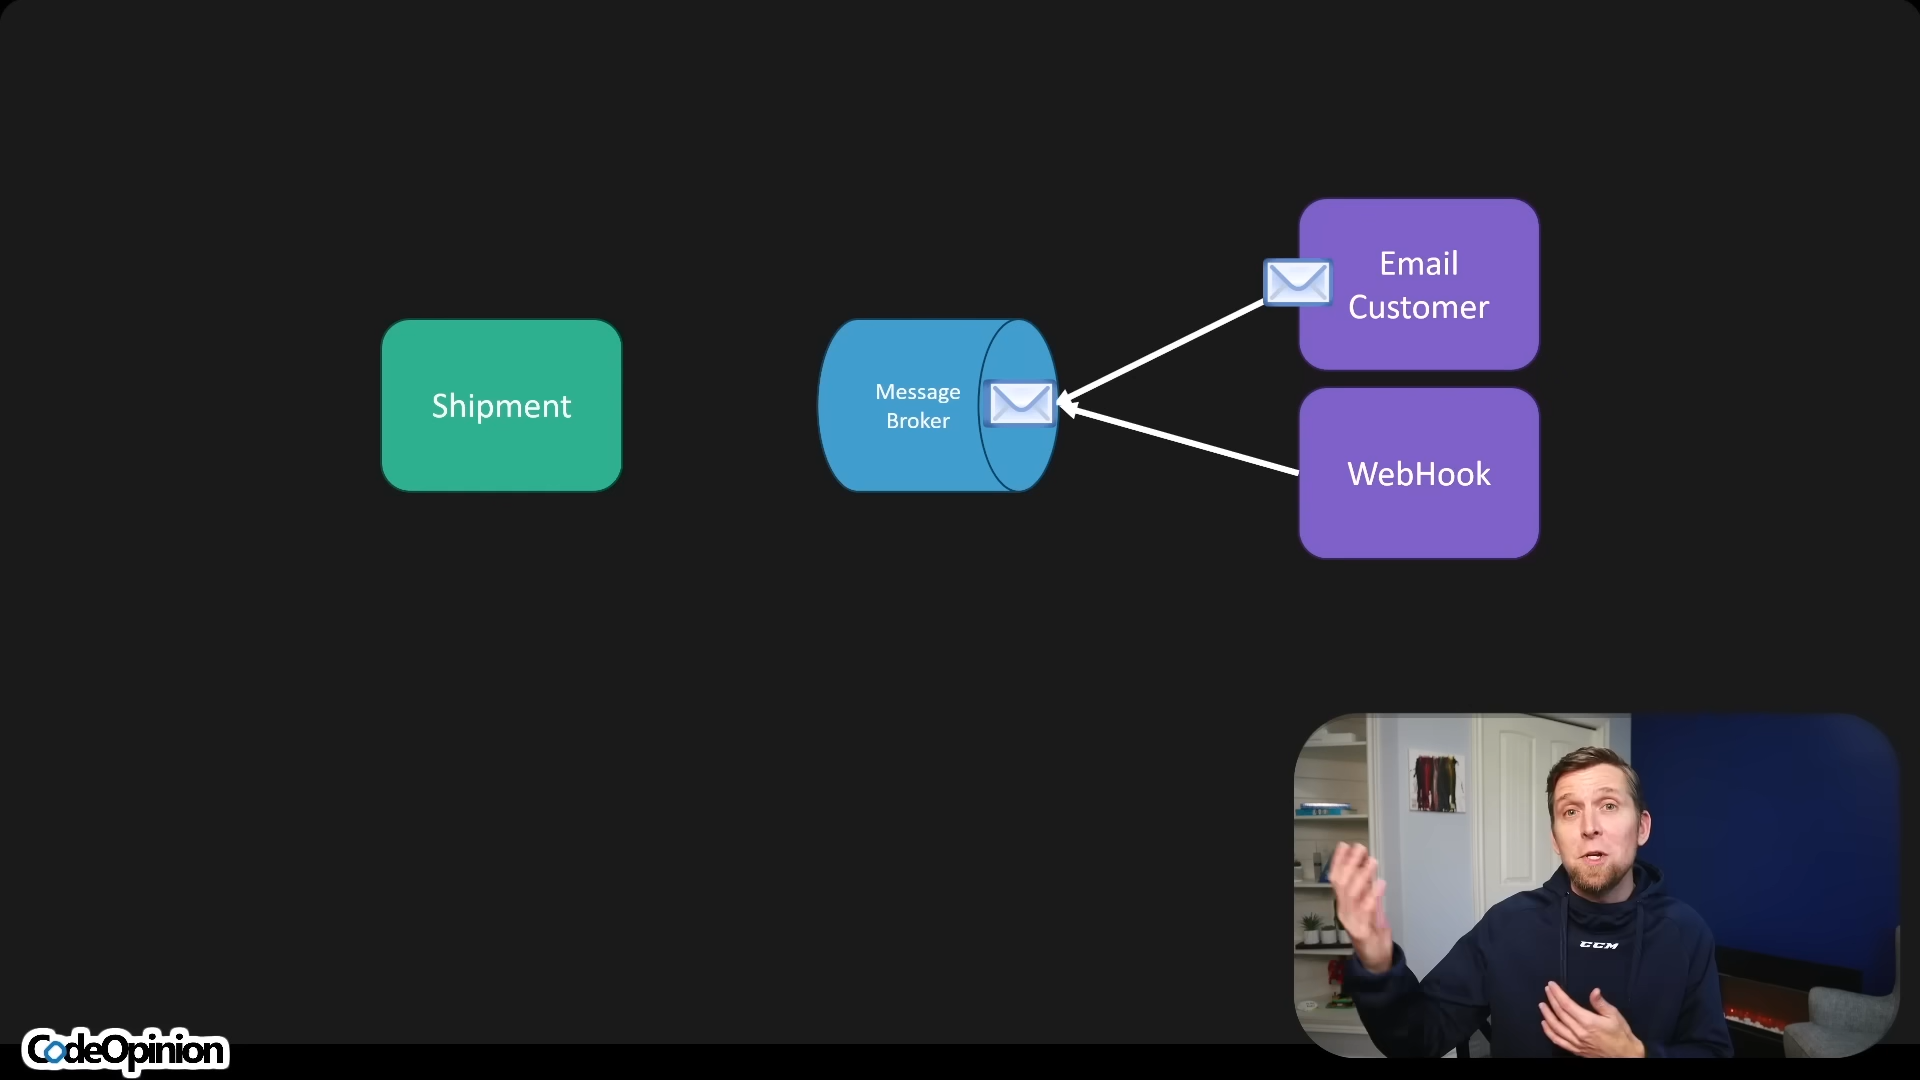 Email
Customer
Shipment
Message
Broker
WebHook
CCM
CodeOpinion